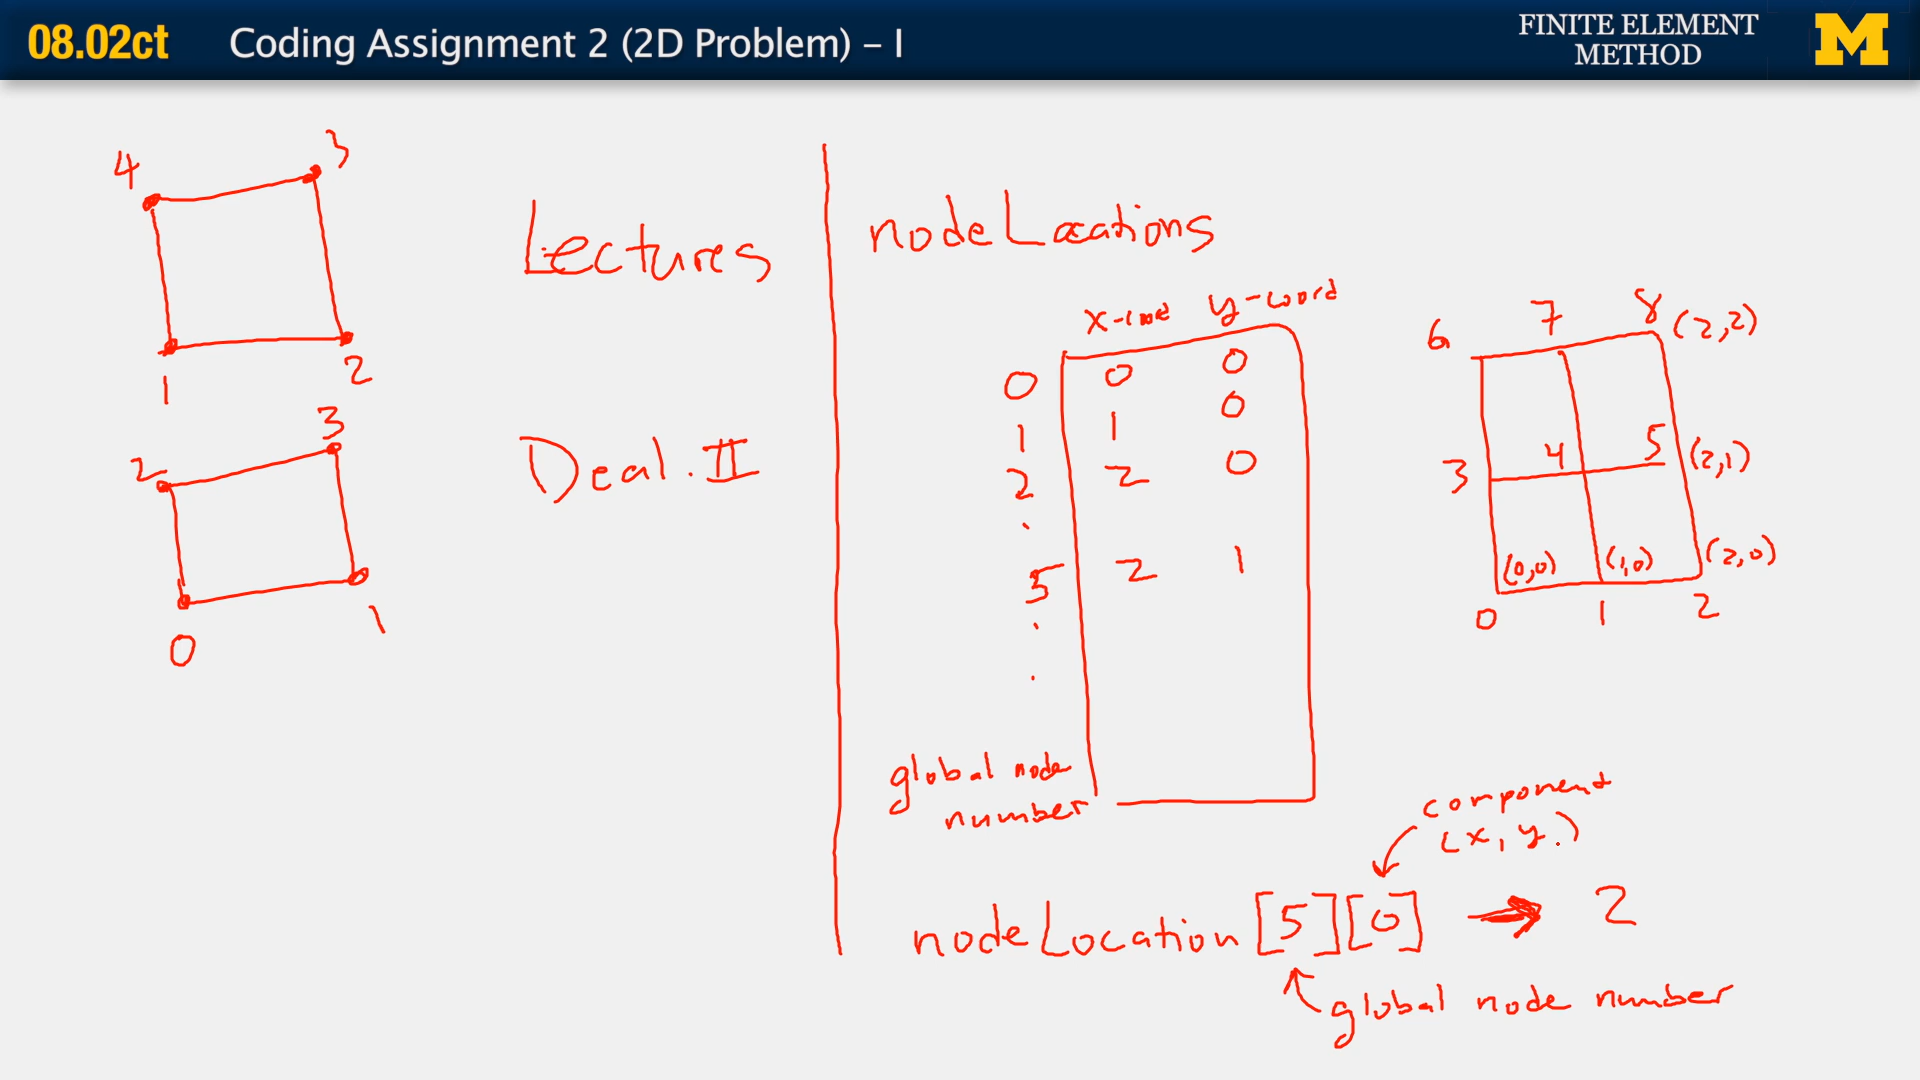 08.02ct Coding Assignment 2 (2D Problem) – I
FINITE ELEMENT
METHOD
M
4 3
1 2
Lectures
2 3
0 1
Deal.II
nodeLocations
x-coord y-coord
0 0 0
1 1 0
2 2 0
.
5 2 1
.
.
global node
number
6 7 8 (2,2)
3 4 5 (2,1)
(0,0) (1,0) (2,0)
0 1 2
component
(x, y.)
nodeLocation[5][0] → 2
global node number